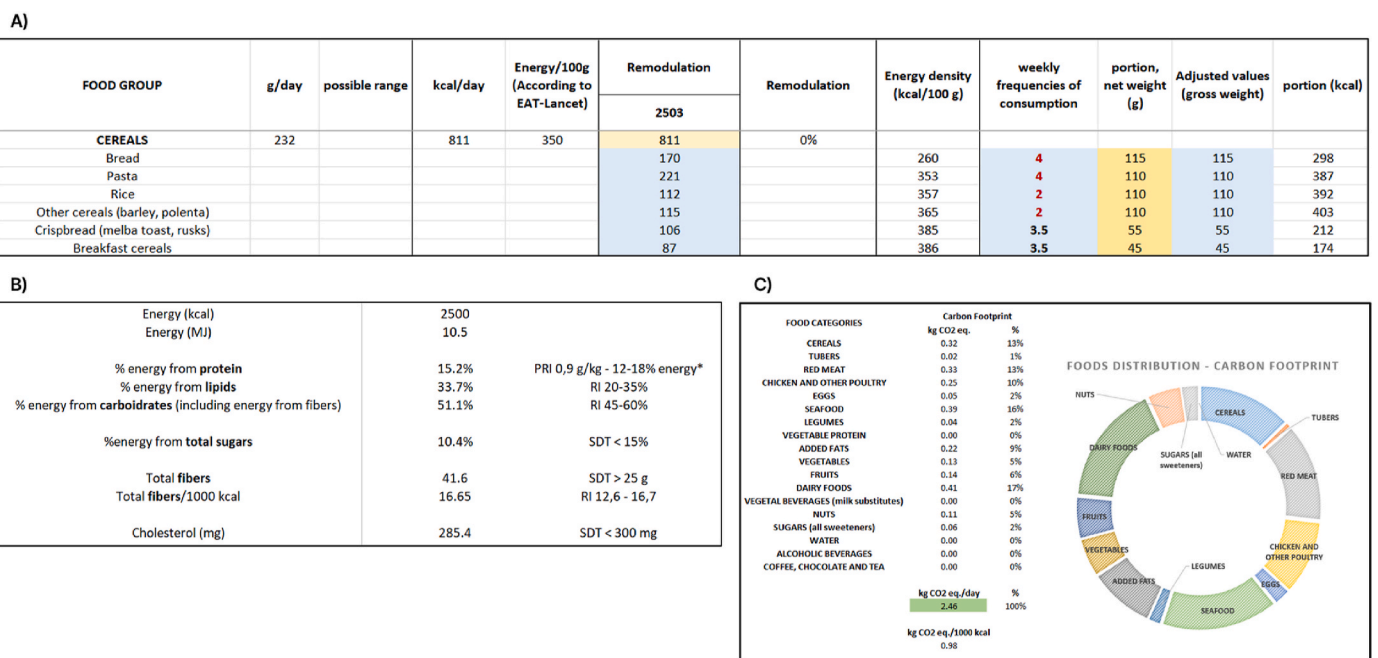 A)
FOOD GROUP g/day possible range kcal/day Energy/100g (According to EAT-Lancet) Remodulation 2503 Remodulation Energy density (kcal/100 g) weekly frequencies of consumption portion, net weight (g) Adjusted values (gross weight) portion (kcal)
CEREALS 232 811 350 811 0%
Bread 170 260 4 115 115 298
Pasta 221 353 4 110 110 387
Rice 112 357 2 110 110 392
Other cereals (barley, polenta) 115 365 2 110 110 403
Crispbread (melba toast, rusks) 106 385 3.5 55 55 212
Breakfast cereals 87 386 3.5 45 45 174
B)
Energy (kcal) 2500
Energy (MJ) 10.5
% energy from protein 15.2% PRI 0,9 g/kg - 12-18% energy*
% energy from lipids 33.7% RI 20-35%
% energy from carboidrates (including energy from fibers) 51.1% RI 45-60%
%energy from total sugars 10.4% SDT < 15%
Total fibers 41.6 SDT > 25 g
Total fibers/1000 kcal 16.65 RI 12,6 - 16,7
Cholesterol (mg) 285.4 SDT < 300 mg
C)
FOOD CATEGORIES Carbon Footprint
kg CO2 eq. %
CEREALS 0.32 13%
TUBERS 0.02 1%
RED MEAT 0.33 13%
CHICKEN AND OTHER POULTRY 0.25 10%
EGGS 0.05 2%
SEAFOOD 0.39 16%
LEGUMES 0.04 2%
VEGETABLE PROTEIN 0.00 0%
ADDED FATS 0.22 9%
VEGETABLES 0.13 5%
FRUITS 0.14 6%
DAIRY FOODS 0.41 17%
VEGETAL BEVERAGES (milk substitutes) 0.00 0%
NUTS 0.11 5%
SUGARS (all sweeteners) 0.06 2%
WATER 0.00 0%
ALCOHOLIC BEVERAGES 0.00 0%
COFFEE, CHOCOLATE AND TEA 0.00 0%
kg CO2 eq./day %
2.46 100%
kg CO2 eq./1000 kcal
0.98
FOODS DISTRIBUTION - CARBON FOOTPRINT
NUTS
CEREALS
TUBERS
DAIRY FOODS
SUGARS (all
sweeteners)
WATER
RED MEAT
FRUITS
VEGETABLES
CHICKEN AND
OTHER POULTRY
LEGUMES
ADDED FATS
EGGS
SEAFOOD